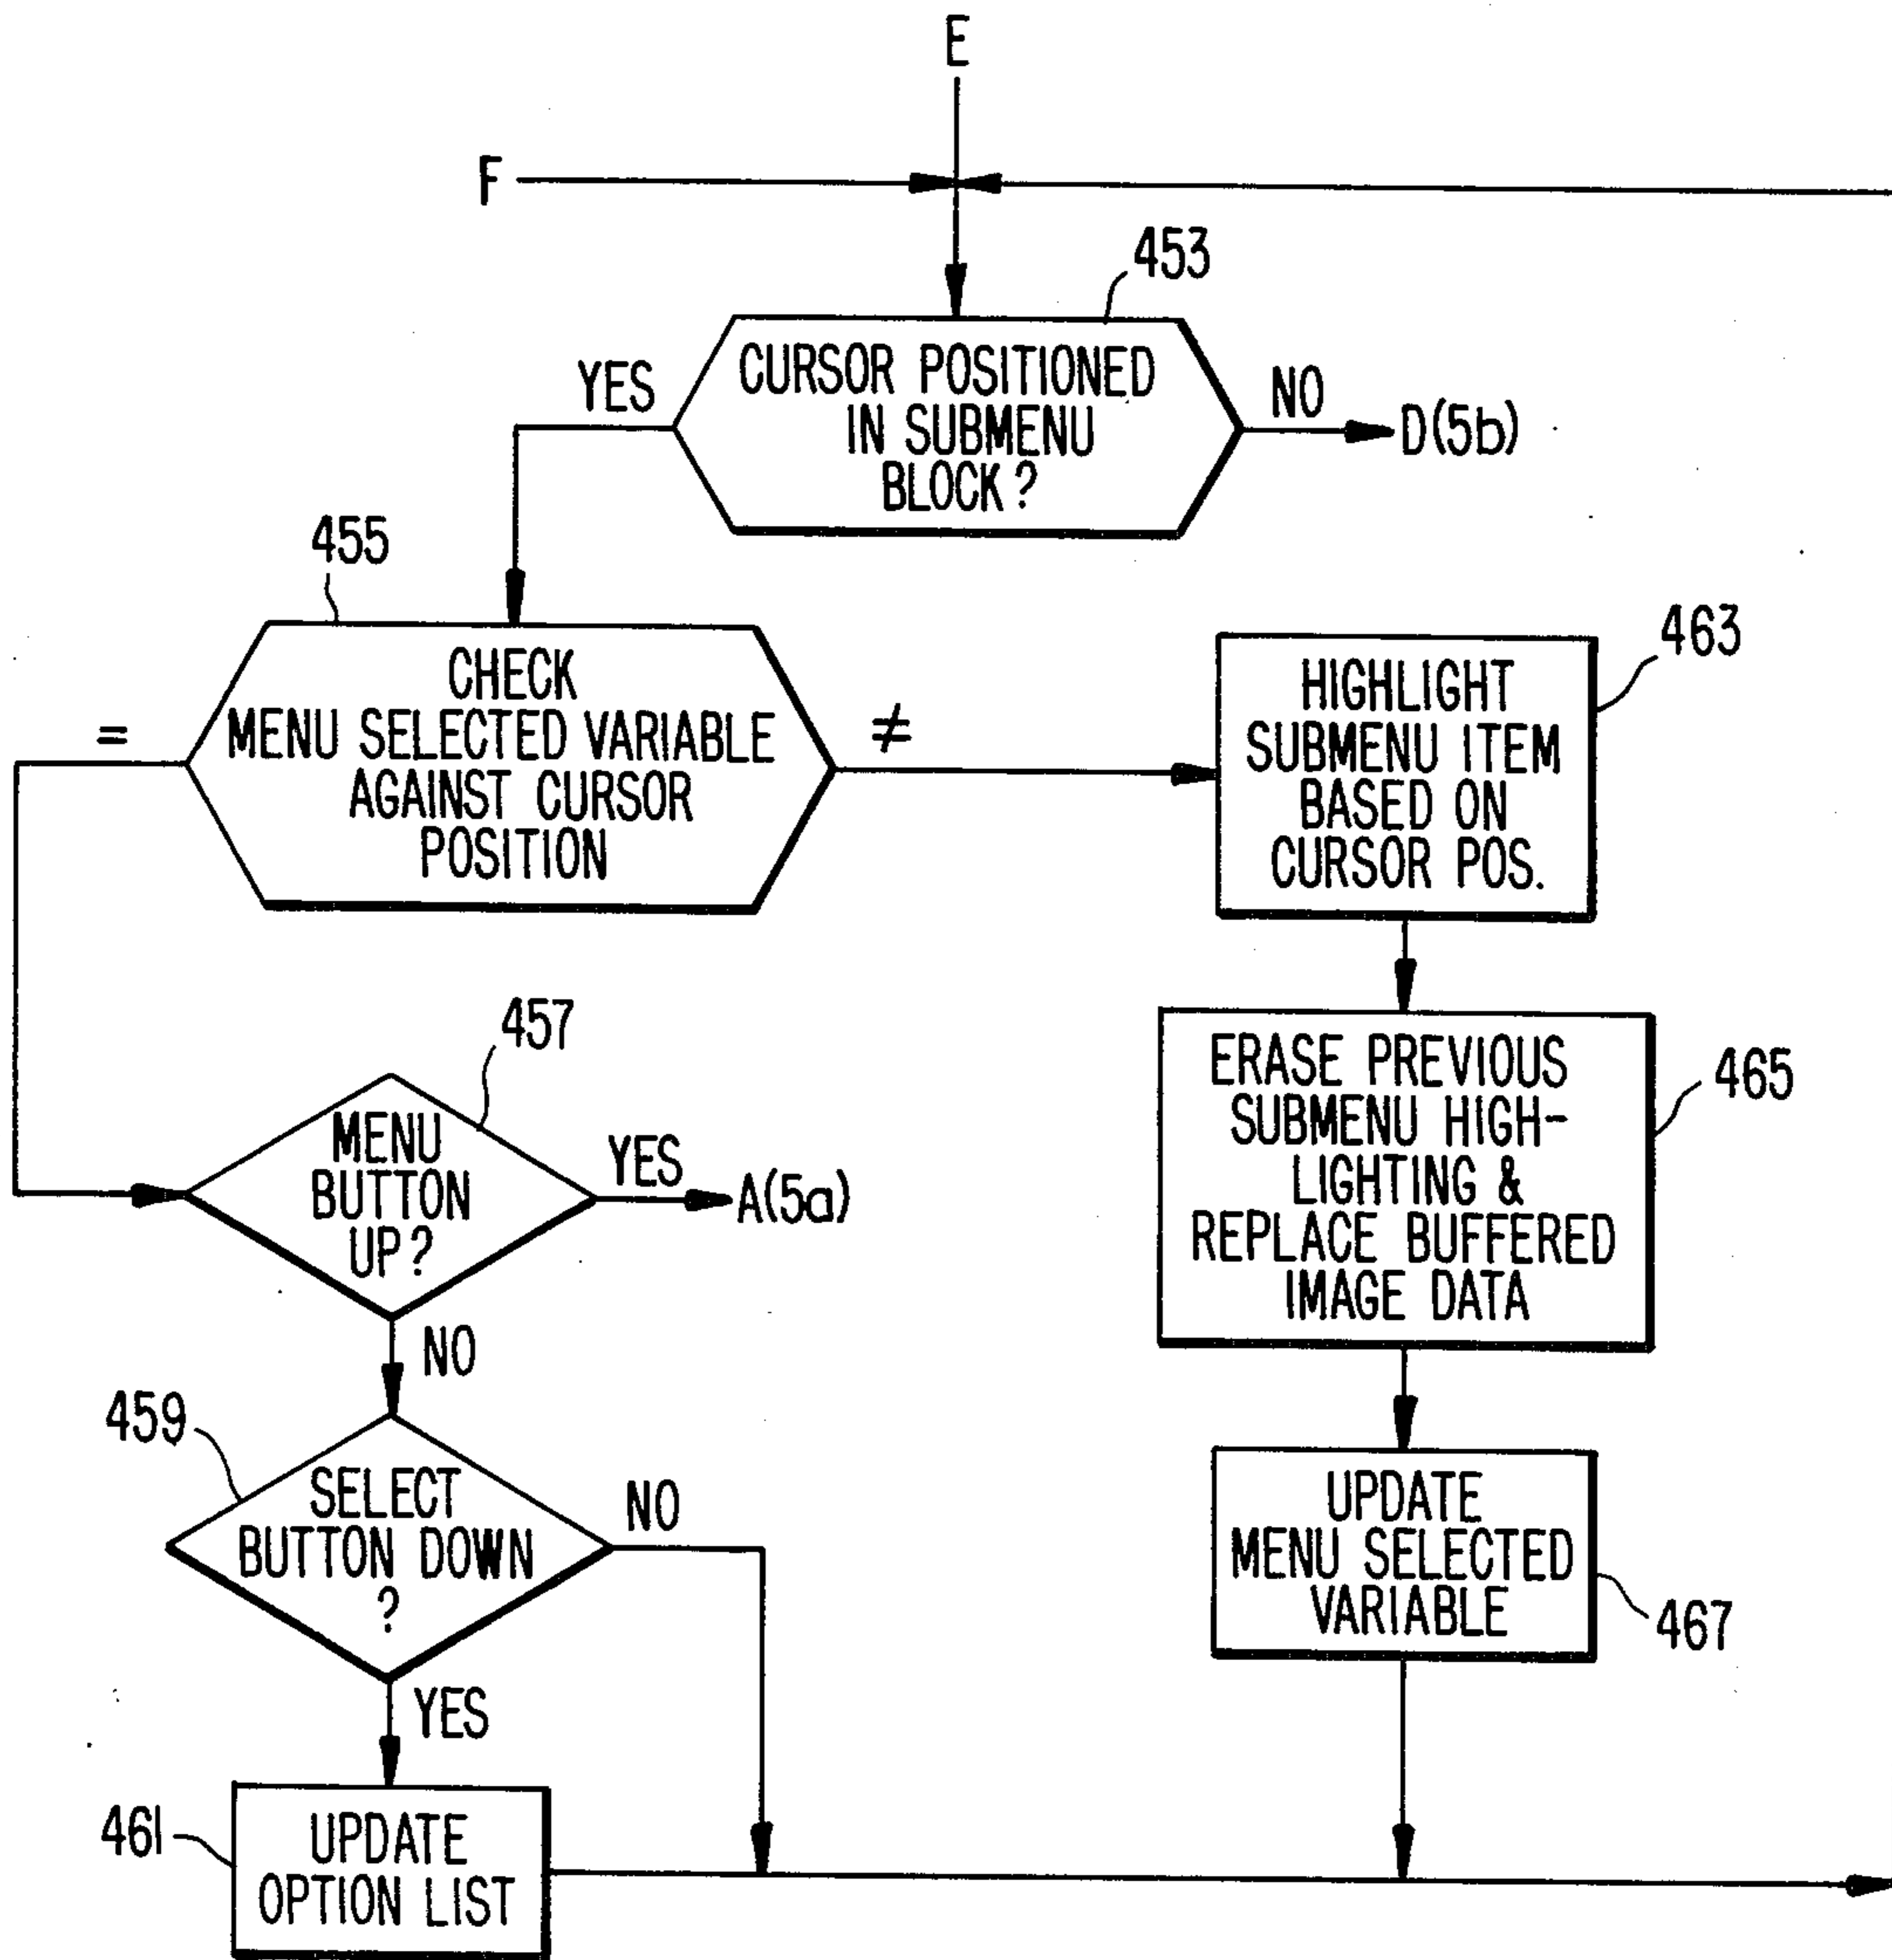 E
F
453
CURSOR POSITIONED
IN SUBMENU
BLOCK?
YES
NO
D(5b)
455
CHECK
MENU SELECTED VARIABLE
AGAINST CURSOR
POSITION
=
≠
463
HIGHLIGHT
SUBMENU ITEM
BASED ON
CURSOR POS.
457
MENU
BUTTON
UP?
YES
A(5a)
NO
465
ERASE PREVIOUS
SUBMENU HIGH-
LIGHTING &
REPLACE BUFFERED
IMAGE DATA
459
SELECT
BUTTON DOWN
?
NO
YES
467
UPDATE
MENU SELECTED
VARIABLE
461
UPDATE
OPTION LIST